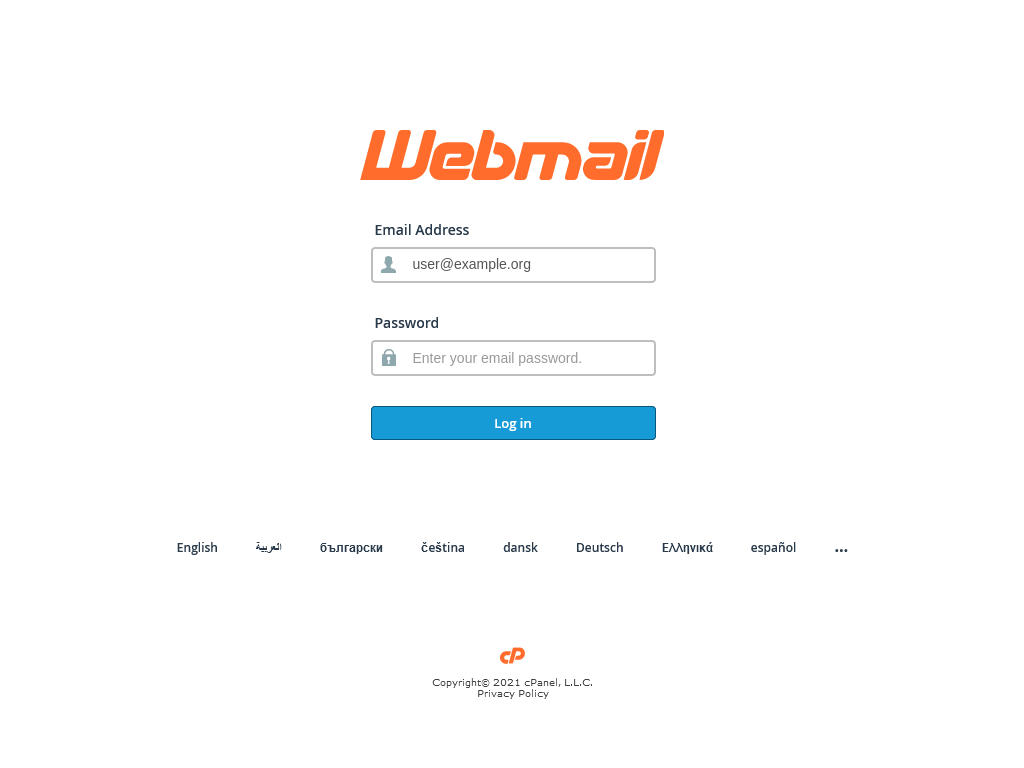 Webmail
Email Address
user@example.org
Password
Enter your email password.
Log in
English العربية български čeština dansk Deutsch Ελληνικά español ...
cP
Copyright© 2021 cPanel, L.L.C.
Privacy Policy